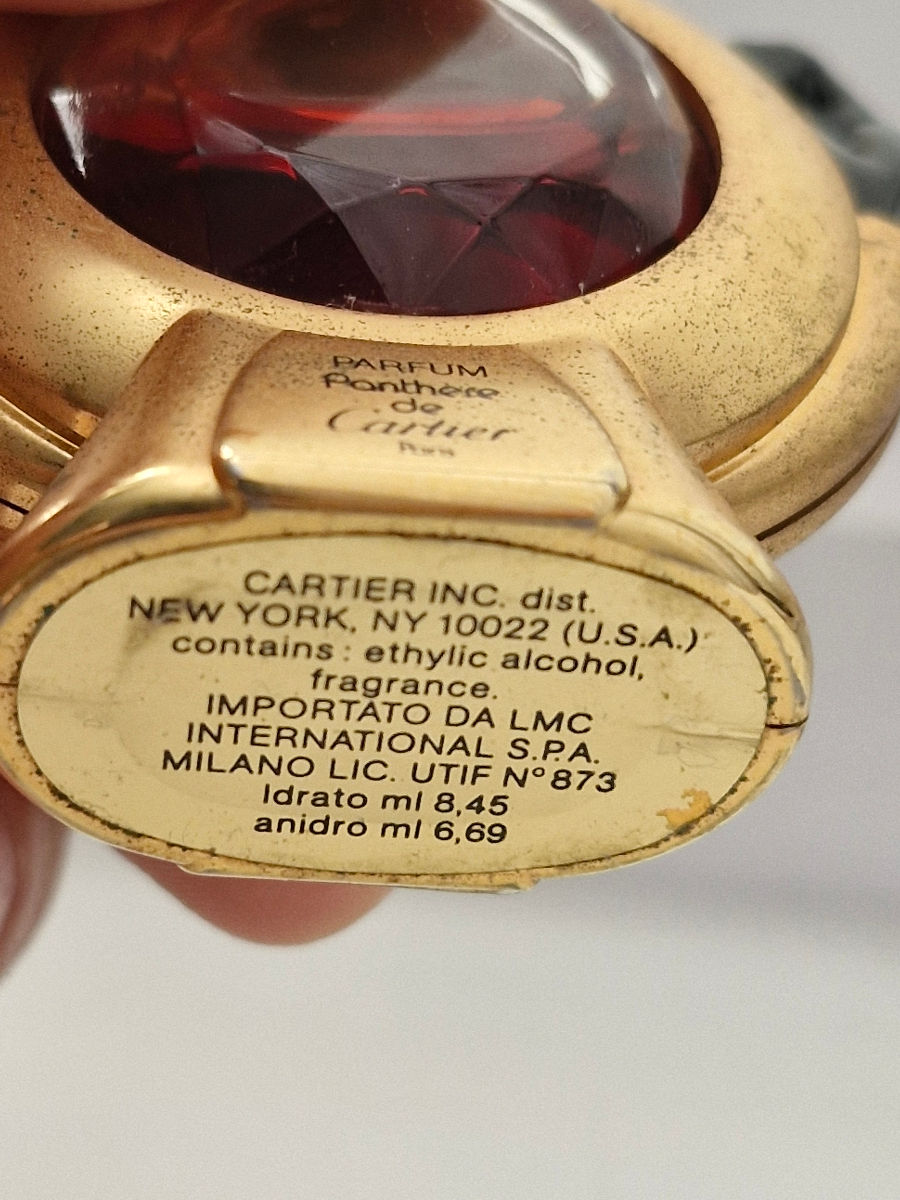 PARFUM
Panthère
de
Cartier
Paris
CARTIER INC. dist.
NEW YORK, NY 10022 (U.S.A.)
contains : ethylic alcohol,
fragrance.
IMPORTATO DA LMC
INTERNATIONAL S.P.A.
MILANO LIC. UTIF N° 873
Idrato ml 8,45
anidro ml 6,69